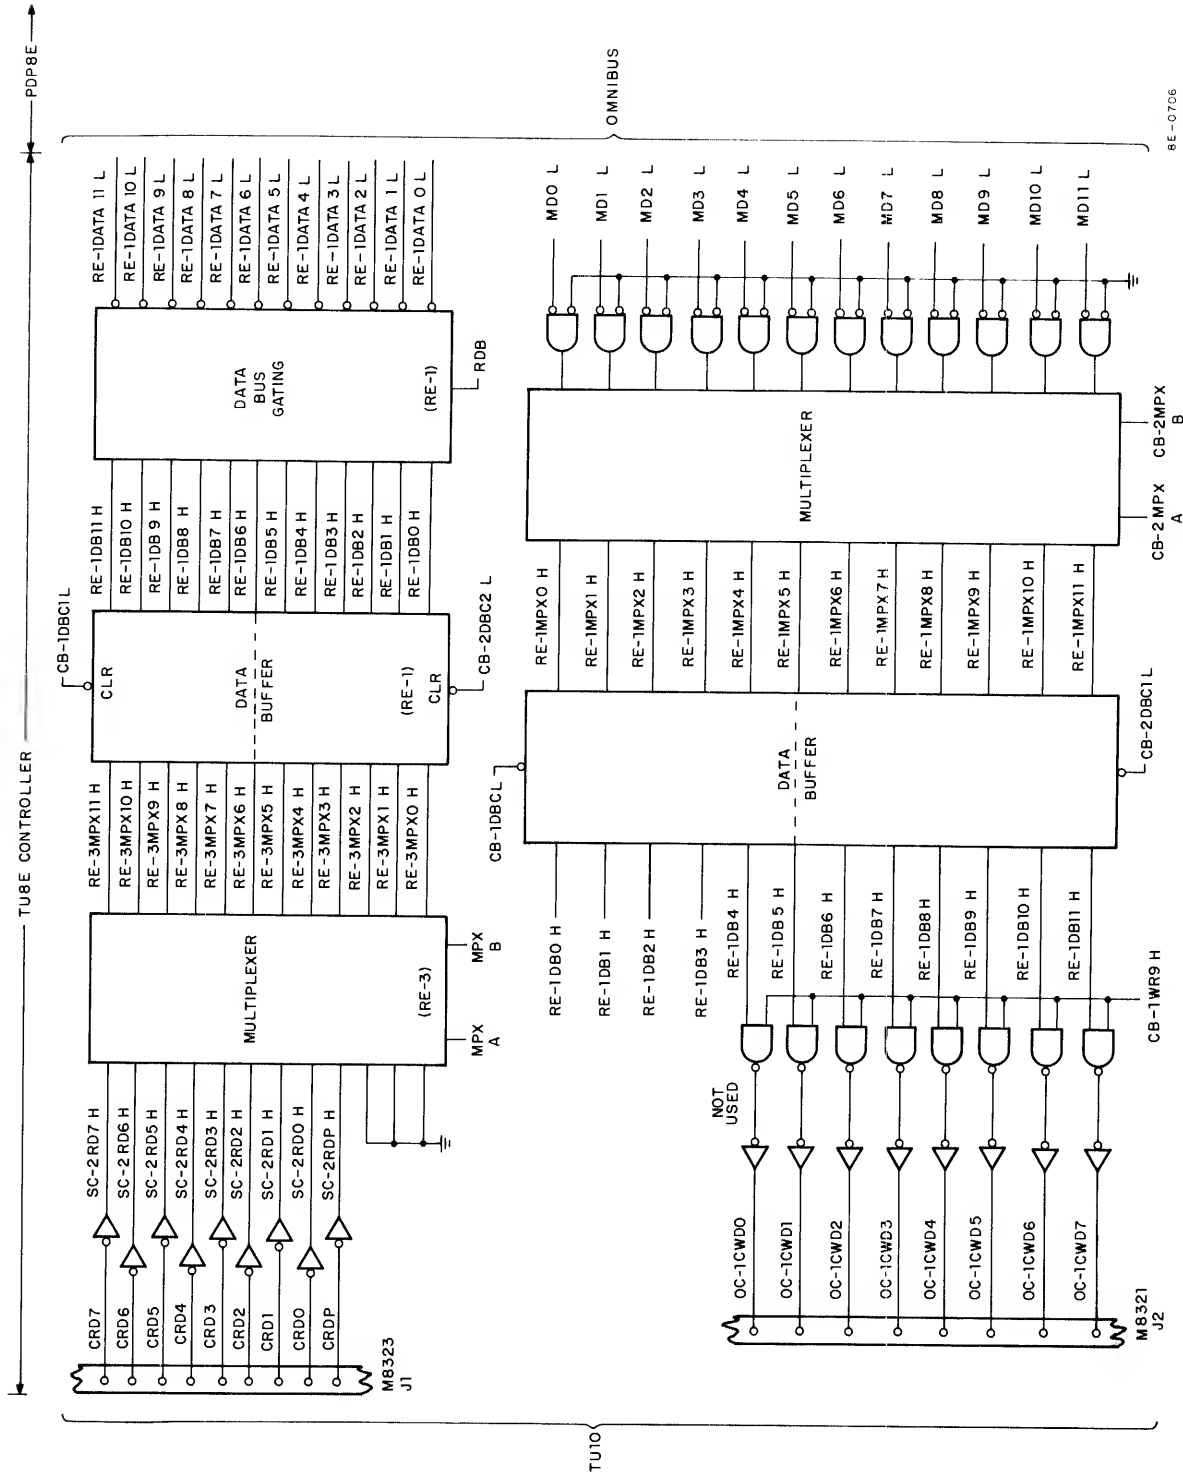 TU8E CONTROLLER
PDP8E
TU10
OMNIBUS
M8323
J1
CRD7
CRD6
CRD5
CRD4
CRD3
CRD2
CRD1
CRD0
CRDP
SC-2RD7 H
SC-2RD6 H
SC-2RD5 H
SC-2RD4 H
SC-2RD3 H
SC-2RD2 H
SC-2RD1 H
SC-2RD0 H
SC-2RDP H
MULTIPLEXER
(RE-3)
MPX
A
MPX
B
RE-3MPX11 H
RE-3MPX10 H
RE-3MPX9 H
RE-3MPX8 H
RE-3MPX7 H
RE-3MPX6 H
RE-3MPX5 H
RE-3MPX4 H
RE-3MPX3 H
RE-3MPX2 H
RE-3MPX1 H
RE-3MPX0 H
CB-1DBC1 L
CLR
DATA
BUFFER
(RE-1)
CLR
CB-2DBC2 L
RE-1DB11 H
RE-1DB10 H
RE-1DB9 H
RE-1DB8 H
RE-1DB7 H
RE-1DB6 H
RE-1DB5 H
RE-1DB4 H
RE-1DB3 H
RE-1DB2 H
RE-1DB1 H
RE-1DB0 H
DATA
BUS
GATING
(RE-1)
RDB
RE-1DATA 11 L
RE-1DATA 10 L
RE-1DATA 9 L
RE-1DATA 8 L
RE-1DATA 7 L
RE-1DATA 6 L
RE-1DATA 5 L
RE-1DATA 4 L
RE-1DATA 3 L
RE-1DATA 2 L
RE-1DATA 1 L
RE-1DATA 0 L
M8321
J2
OC-1CWD0
OC-1CWD1
OC-1CWD2
OC-1CWD3
OC-1CWD4
OC-1CWD5
OC-1CWD6
OC-1CWD7
NOT
USED
CB-1WR9 H
RE-1DB0 H
RE-1DB1 H
RE-1DB2 H
RE-1DB3 H
RE-1DB4 H
RE-1DB5 H
RE-1DB6 H
RE-1DB7 H
RE-1DB8 H
RE-1DB9 H
RE-1DB10 H
RE-1DB11 H
CB-1DBCL
DATA
BUFFER
CB-2DBC1 L
RE-1MPX0 H
RE-1MPX1 H
RE-1MPX2 H
RE-1MPX3 H
RE-1MPX4 H
RE-1MPX5 H
RE-1MPX6 H
RE-1MPX7 H
RE-1MPX8 H
RE-1MPX9 H
RE-1MPX10 H
RE-1MPX11 H
MULTIPLEXER
CB-2MPX
A
CB-2MPX
B
MD0 L
MD1 L
MD2 L
MD3 L
MD4 L
MD5 L
MD6 L
MD7 L
MD8 L
MD9 L
MD10 L
MD11 L
8E-0706